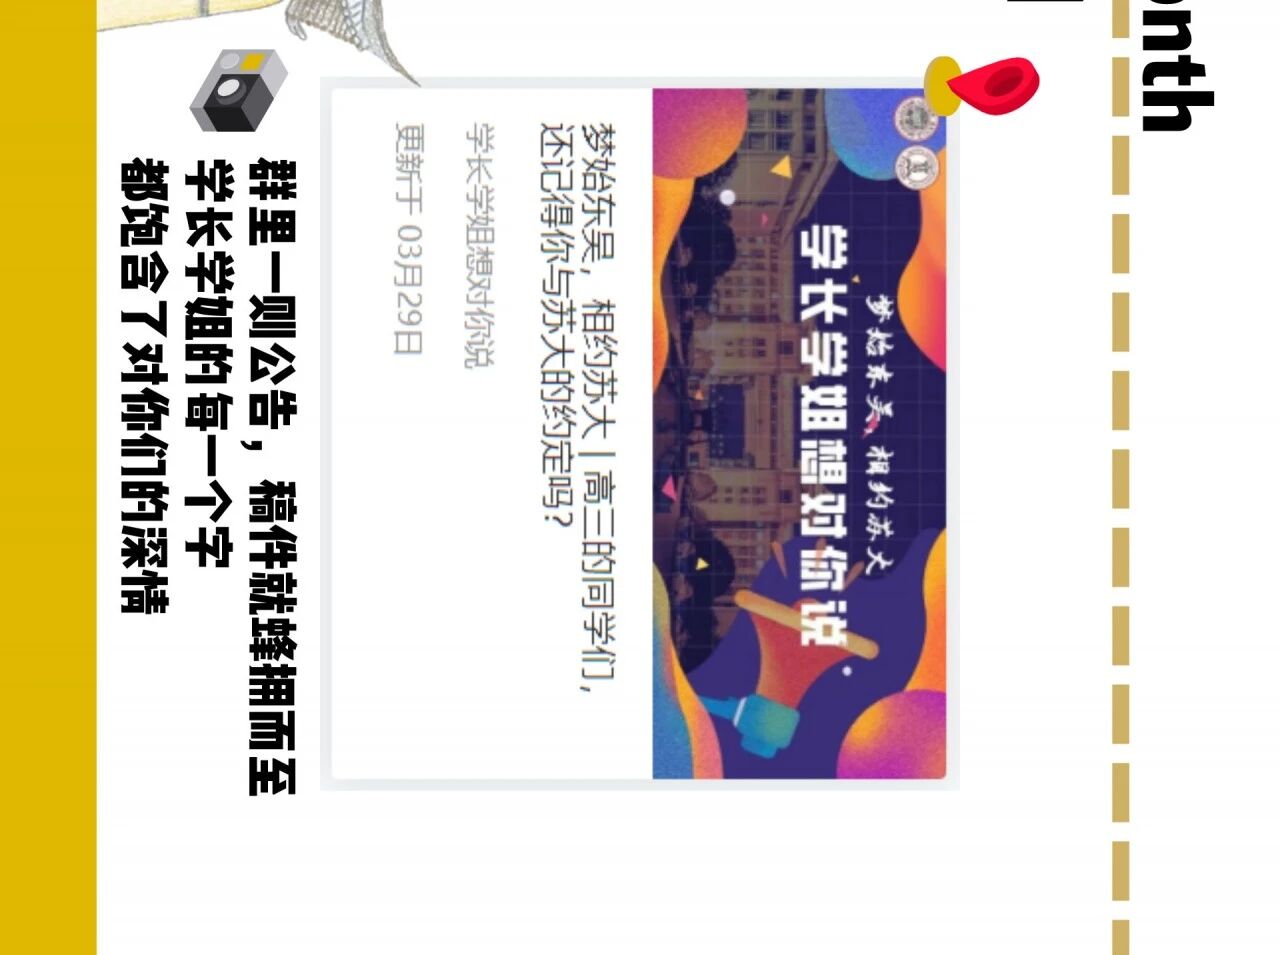 onth
梦始东吴,相约苏大
学长学姐想对你说
梦始东吴,相约苏大 | 高三的同学们,
还记得你与苏大的约定吗?
学长学姐想对你说
更新于 03月29日
群里一则公告,稿件就蜂拥而至
学长学姐的每一个字
都饱含了对你们的深情